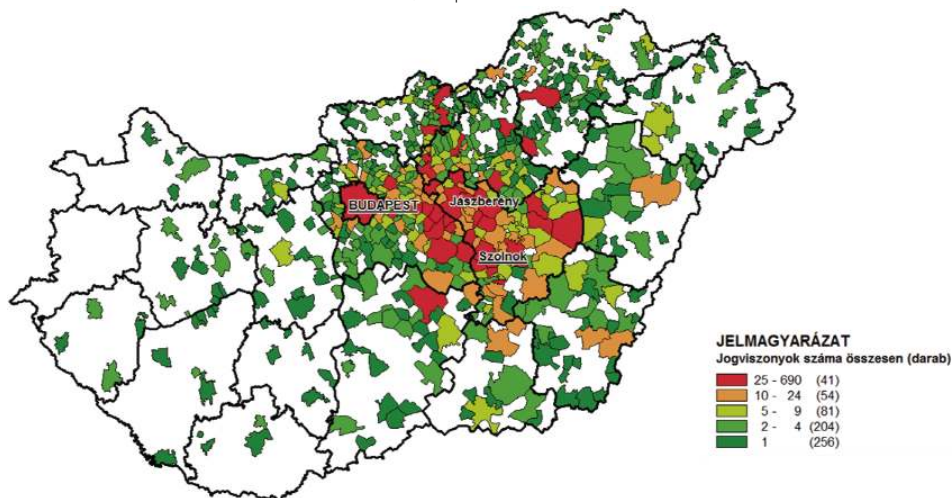 BUDAPEST
Jászberény
Szolnok
JELMAGYARÁZAT
Jogviszonyok száma összesen (darab)
25 - 690 (41)
10 - 24 (54)
5 - 9 (81)
2 - 4 (204)
1 (256)